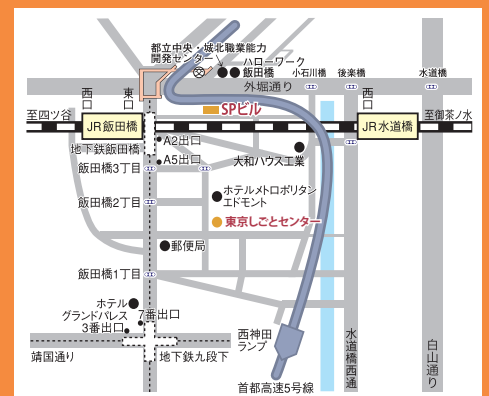 都立中央・城北職業能力
開発センター
ハローワーク
飯田橋
小石川橋
後楽橋
水道橋
外堀通り
西口
東口
SPビル
西口
至四ツ谷
JR飯田橋
JR水道橋
至御茶ノ水
地下鉄飯田橋
A2出口
A5出口
大和ハウス工業
飯田橋3丁目
飯田橋2丁目
ホテルメトロポリタン
エドモント
東京しごとセンター
郵便局
飯田橋1丁目
ホテル
グランドパレス
7番出口
3番出口
西神田
ランプ
水道橋西通
白山通り
靖国通り
地下鉄九段下
首都高速5号線